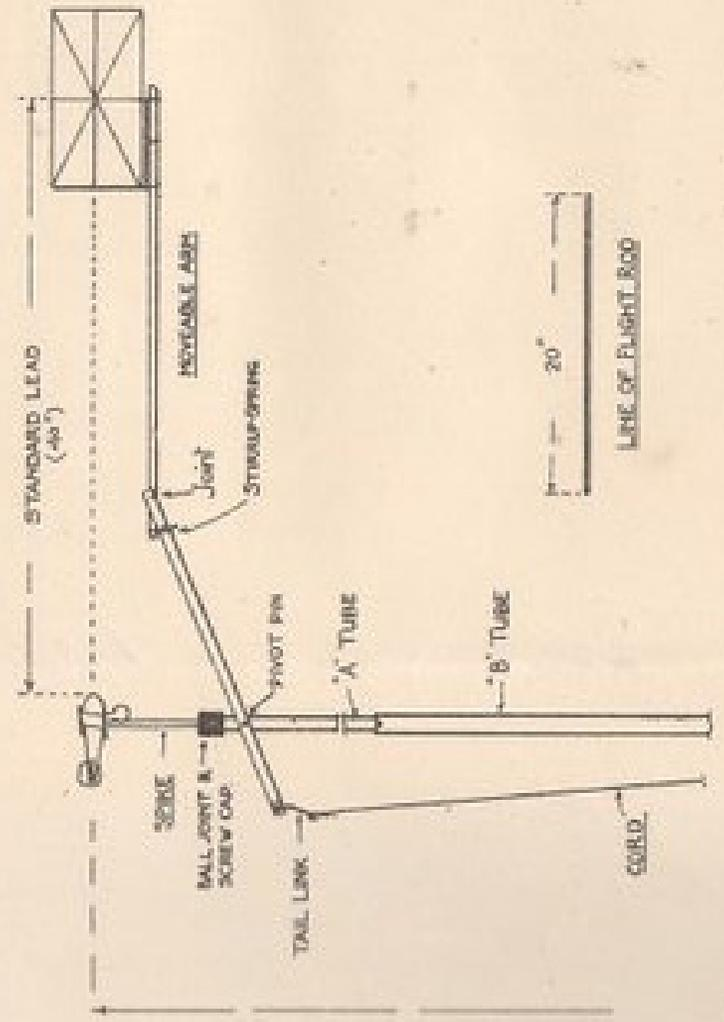 STANDARD LEAD
(40")
MOVEABLE ARM
Joint
STIRRUP-SPRING
20"
LINE OF FLIGHT ROD
SPIKE
BALL JOINT &
SCREW CAP
PIVOT PIN
"A" TUBE
"B" TUBE
TAIL LINK
CORD